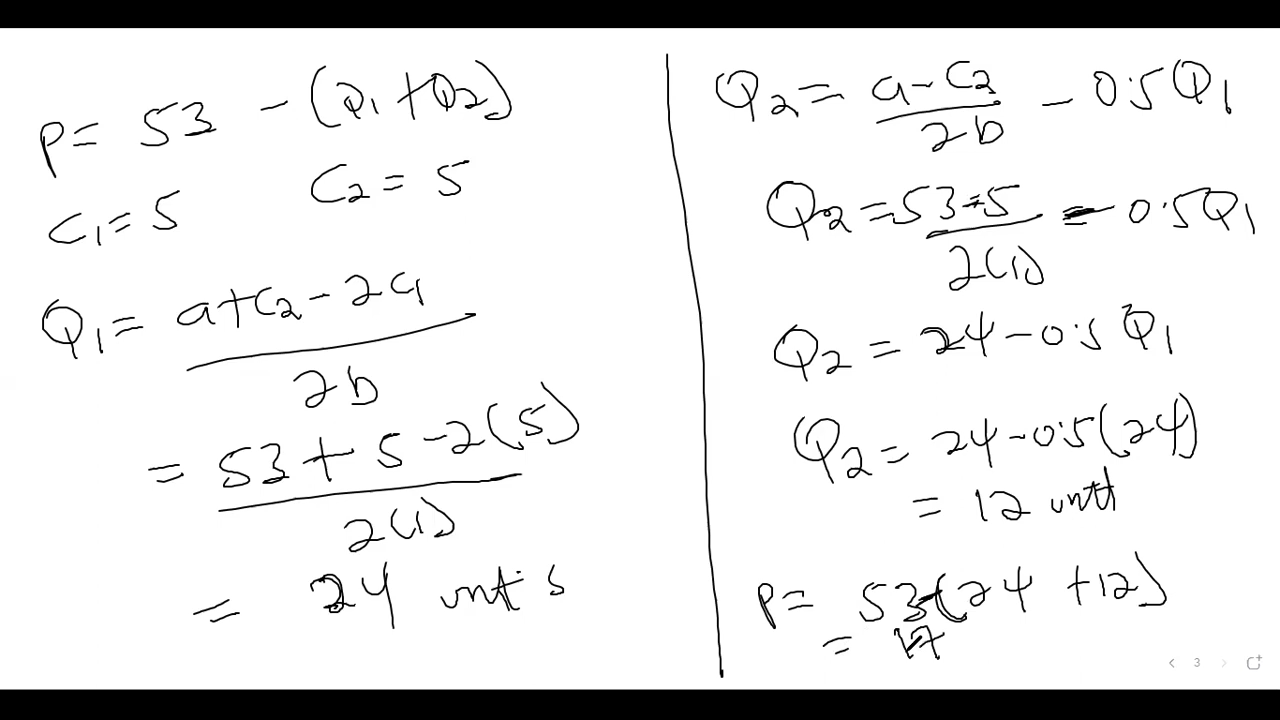 P = 53 - (Q1 + Q2)
C1 = 5 C2 = 5
Q1 = a + C2 - 2C1
2b
= 53 + 5 - 2(5)
2(1)
= 24 units
Q2 = a - C2 - 0.5Q1
2b
Q2 = 53 - 5 - 0.5Q1
2(1)
Q2 = 24 - 0.5Q1
Q2 = 24 - 0.5(24)
= 12 unit
P = 53 - (24 + 12)
= 17
3